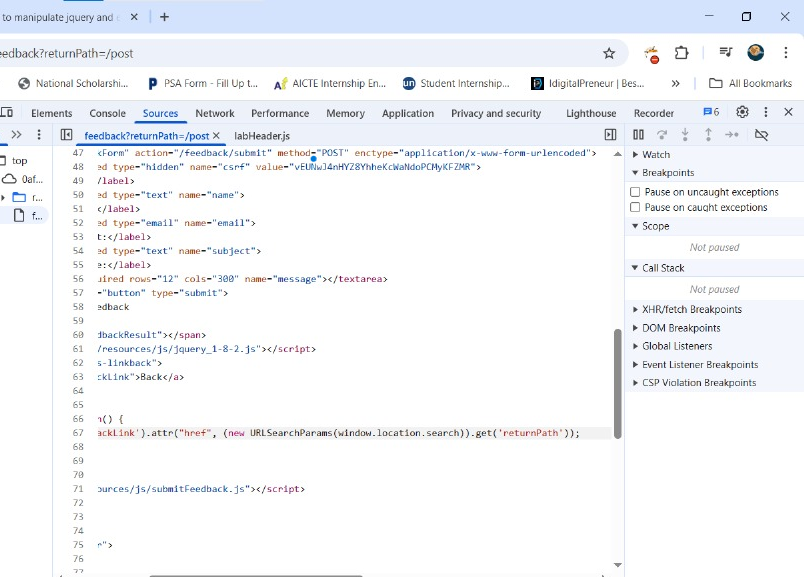 to manipulate jquery and
eedback?returnPath=/post
National Scholarshi...
PSA Form - Fill Up t...
AICTE Internship En...
un Student Internship...
IdigitalPreneur | Bes...
» All Bookmarks
Elements Console Sources Network Performance Memory Application Privacy and security Lighthouse Recorder 6
» feedback?returnPath=/post labHeader.js
top
0af...
r...
f...
47 kForm" action="/feedback/submit" method="POST" enctype="application/x-www-form-urlencoded">
48 ed type="hidden" name="csrf" value="vEUNwJ4nHYZ8YhheKcWaNdoPCMyKFZMR">
49 /label>
50 ed type="text" name="name">
51 </label>
52 ed type="email" name="email">
53 t:</label>
54 ed type="text" name="subject">
55 e:</label>
56 uired rows="12" cols="300" name="message"></textarea>
57 ="button" type="submit">
58 edback
59
60 dbackResult"></span>
61 /resources/js/jquery_1-8-2.js"></script>
62 s-linkback">
63 ckLink">Back</a>
64
65
66 n() {
67 ackLink').attr("href", (new URLSearchParams(window.location.search)).get('returnPath'));
68
69
70
71 ources/js/submitFeedback.js"></script>
72
73
74
75 r">
76
77
Watch
Breakpoints
Pause on uncaught exceptions
Pause on caught exceptions
Scope
Not paused
Call Stack
Not paused
XHR/fetch Breakpoints
DOM Breakpoints
Global Listeners
Event Listener Breakpoints
CSP Violation Breakpoints